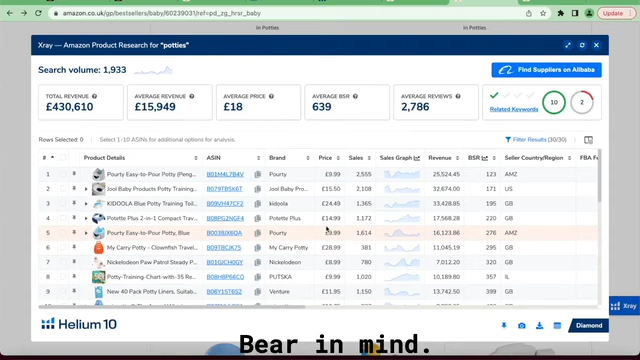 amazon.co.uk/gp/bestsellers/baby/60239031/ref=pd_zg_hrsr_baby
Update
in Potties
in Potties
Xray — Amazon Product Research for "potties"
Search volume: 1,933
Find Suppliers on Alibaba
TOTAL REVENUE
£430,610
AVERAGE REVENUE
£15,949
AVERAGE PRICE
£18
AVERAGE BSR
639
AVERAGE REVIEWS
2,786
Related Keywords
10
2
Rows Selected: 0
Select 1-10 ASINs for additional options for analysis.
Filter Results (30/30)
# Product Details ASIN Brand Price Sales Sales Graph Revenue BSR Seller Country/Region FBA Fe
1 Pourty Easy-to-Pour Potty (Peng... B01M4L7B4V Pourty £9.99 2,555 25,524.45 123 AMZ
2 Jool Baby Products Potty Training... B079TBSK6T Jool Baby Pro... £15.50 2,108 32,674.00 171 US
3 KIDOOLA Folding Potty Training Toil... B09VH47CF2 kidoola £24.49 1,365 33,428.85 195 GB
4 Potette Plus 2-in-1 Compact Trav... B08PG2NGF4 Potette Plus £14.99 1,172 17,568.28 220 GB
5 Pourty Easy-to-Pour Potty, Blue B0038JX6QA Pourty £9.99 1,614 16,123.86 276 AMZ
6 My Carry Potty - Clownfish Travel... B09TBCJK75 My Carry Potty £28.99 381 11,045.19 295 GB
7 Nickelodeon Paw Patrol Steady P... B01GJCH0GY Nickelodeon £8.99 780 7,012.20 320 GB
8 Potty-Training-Chart-with-35 Re... B08H8P66CQ PUTSKA £9.99 1,020 10,189.80 357 IL
9 New 40 Pack Potty Liners, Suitabl... B06Y15T6S2 Venture £11.95 1,150 13,742.50 399 GB
Helium 10
Diamond
Xray
Bear in mind.